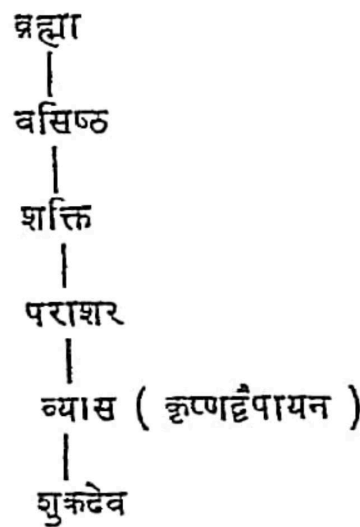 ब्रह्मा
वसिष्ठ
शक्ति
पराशर
व्यास ( कृष्णद्वैपायन )
शुकदेव